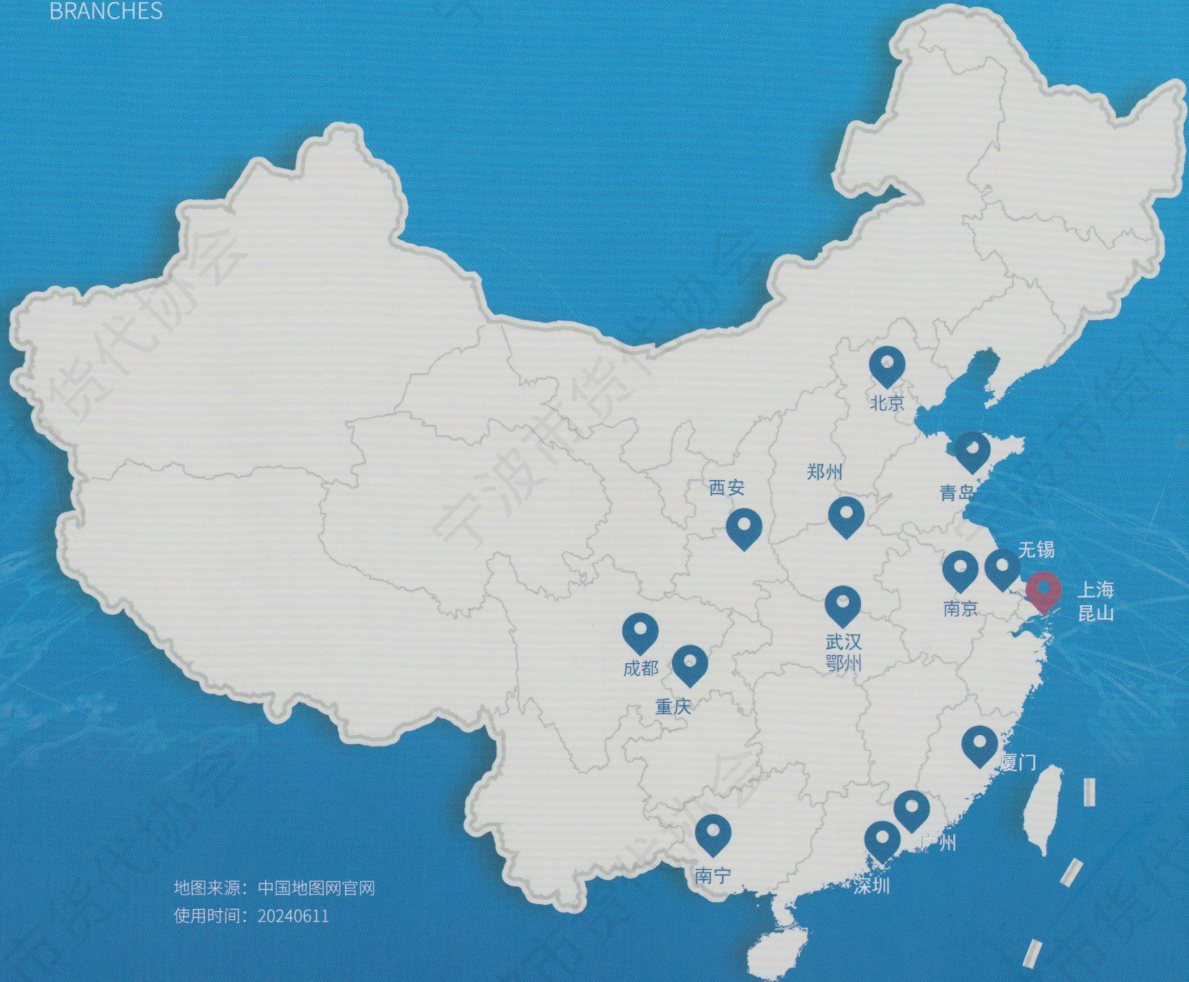 BRANCHES
北京
青岛
郑州
西安
无锡
上海
昆山
南京
武汉
鄂州
成都
重庆
厦门
广州
深圳
南宁
地图来源：中国地图网官网
使用时间：20240611
宁波市货代协会